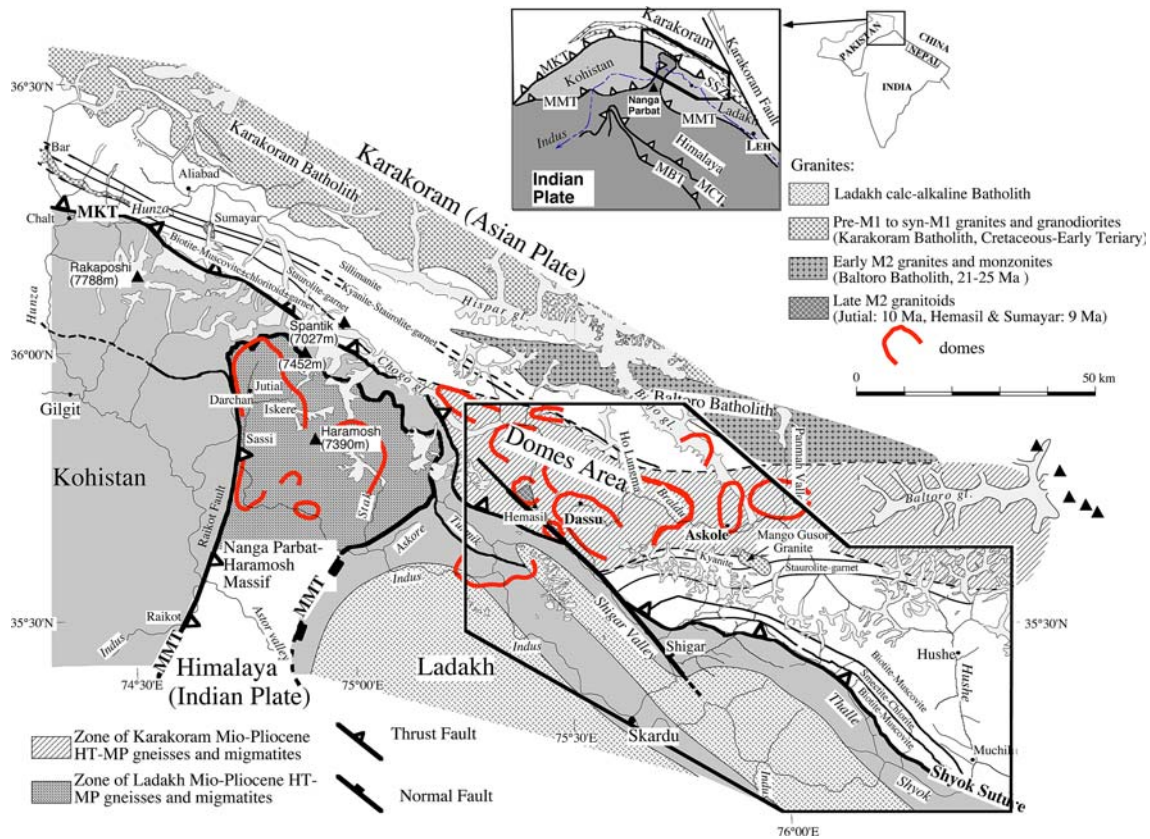 Karakoram
MKT
Kohistan
SSZ
Karakoram Fault
MMT
Nanga
Parbat
MMT
Ladakh
LEH
Indus
Himalaya
MBT
MCT
Indian
Plate
PAKISTAN
CHINA
NEPAL
INDIA
Granites:
Ladakh calc-alkaline Batholith
Pre-M1 to syn-M1 granites and granodiorites
(Karakoram Batholith, Cretaceous-Early Teriary)
Early M2 granites and monzonites
(Baltoro Batholith, 21-25 Ma )
Late M2 granitoids
(Jutial: 10 Ma, Hemasil & Sumayar: 9 Ma)
domes
0 50 km
36°30'N
36°00'N
35°30'N
35°30'N
74°30'E
75°00'E
75°30'E
76°00'E
Karakoram Batholith
Karakoram (Asian Plate)
Bar
Aliabad
Hunza
Sumayar
Chalt
MKT
Rakaposhi
(7788m)
Hunza
Biotite-Muscovite±chloritoid±garnet
Staurolite-garnet
Kyanite-Staurolite-garnet
Sillimanite
Hispar gl.
Spantik
(7027m)
(7452m)
Gilgit
Jutial
Darchan
Iskere
Haramosh
(7390m)
Sassi
Kohistan
Stak
Raikot Fault
Nanga Parbat-
Haramosh
Massif
Raikot
Indus
MMT
Astor valley
MMT
Himalaya
(Indian Plate)
Ladakh
Askore
Indus
Baltoro Batholith
Domes Area
Ho Lungma
Braldu
Panmah Vall.
Baltoro gl.
Hemasil
Dassu
Askole
Mango Gusor
Granite
Kyanite
Staurolite-garnet
Shigar Valley
Shigar
Indus
Skardu
Indus
Hushe
Hushe
Biotite-Muscovite
Smectite-Chlorite
Biotite-Muscovite
Thalle
Shyok
Shyok Suture
Zone of Karakoram Mio-Pliocene
HT-MP gneisses and migmatites
Zone of Ladakh Mio-Pliocene HT-
MP gneisses and migmatites
Thrust Fault
Normal Fault